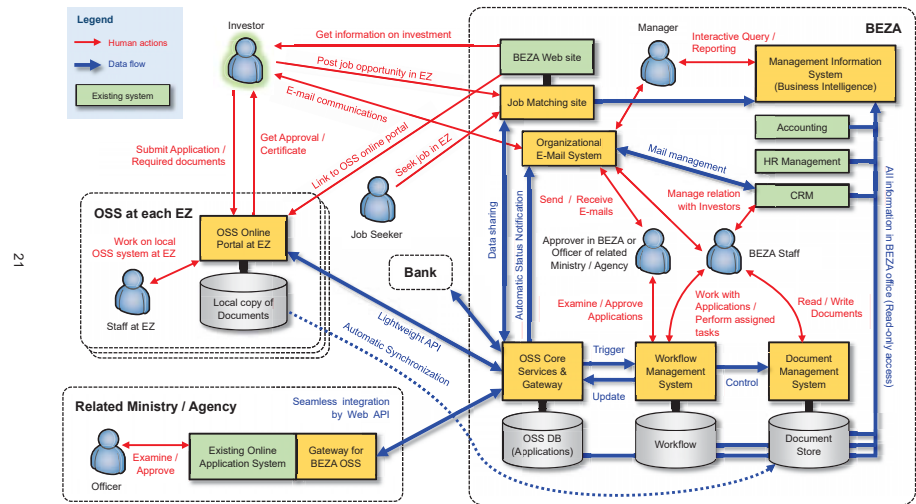 Legend
Human actions
Data flow
Existing system
Investor
Get information on investment
Post job opportunity in EZ
E-mail communications
Submit Application /
Required documents
Get Approval /
Certificate
Link to OSS online portal
Seek job in EZ
Job Seeker
BEZA
BEZA Web site
Job Matching site
Manager
Interactive Query /
Reporting
Management Information
System
(Business Intelligence)
Organizational
E-Mail System
Mail management
Accounting
HR Management
CRM
Manage relation
with Investors
Send / Receive
E-mails
Data sharing
Automatic Status Notification
All information in BEZA office (Read-only access)
Approver in BEZA or
Officer of related
Ministry / Agency
BEZA Staff
Examine / Approve
Applications
Work with
Applications /
Perform assigned
tasks
Read / Write
Documents
OSS at each EZ
OSS Online
Portal at EZ
Work on local
OSS system at EZ
Staff at EZ
Local copy of
Documents
Bank
Lightweight API
Automatic Synchronization
OSS Core
Services &
Gateway
Trigger
Update
Workflow
Management
System
Control
Document
Management
System
OSS DB
(Applications)
Workflow
Document
Store
Related Ministry / Agency
Seamless integration
by Web API
Officer
Examine /
Approve
Existing Online
Application System
Gateway for
BEZA OSS
21